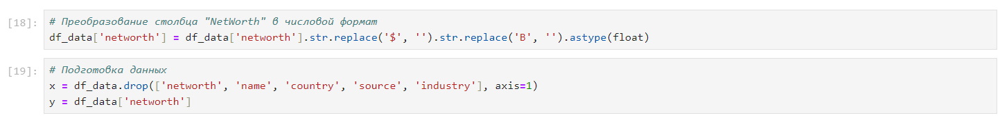 [18]:
# Преобразование столбца "NetWorth" в числовой формат
df_data['networth'] = df_data['networth'].str.replace('$', '').str.replace('B', '').astype(float)
[19]:
# Подготовка данных
x = df_data.drop(['networth', 'name', 'country', 'source', 'industry'], axis=1)
y = df_data['networth']